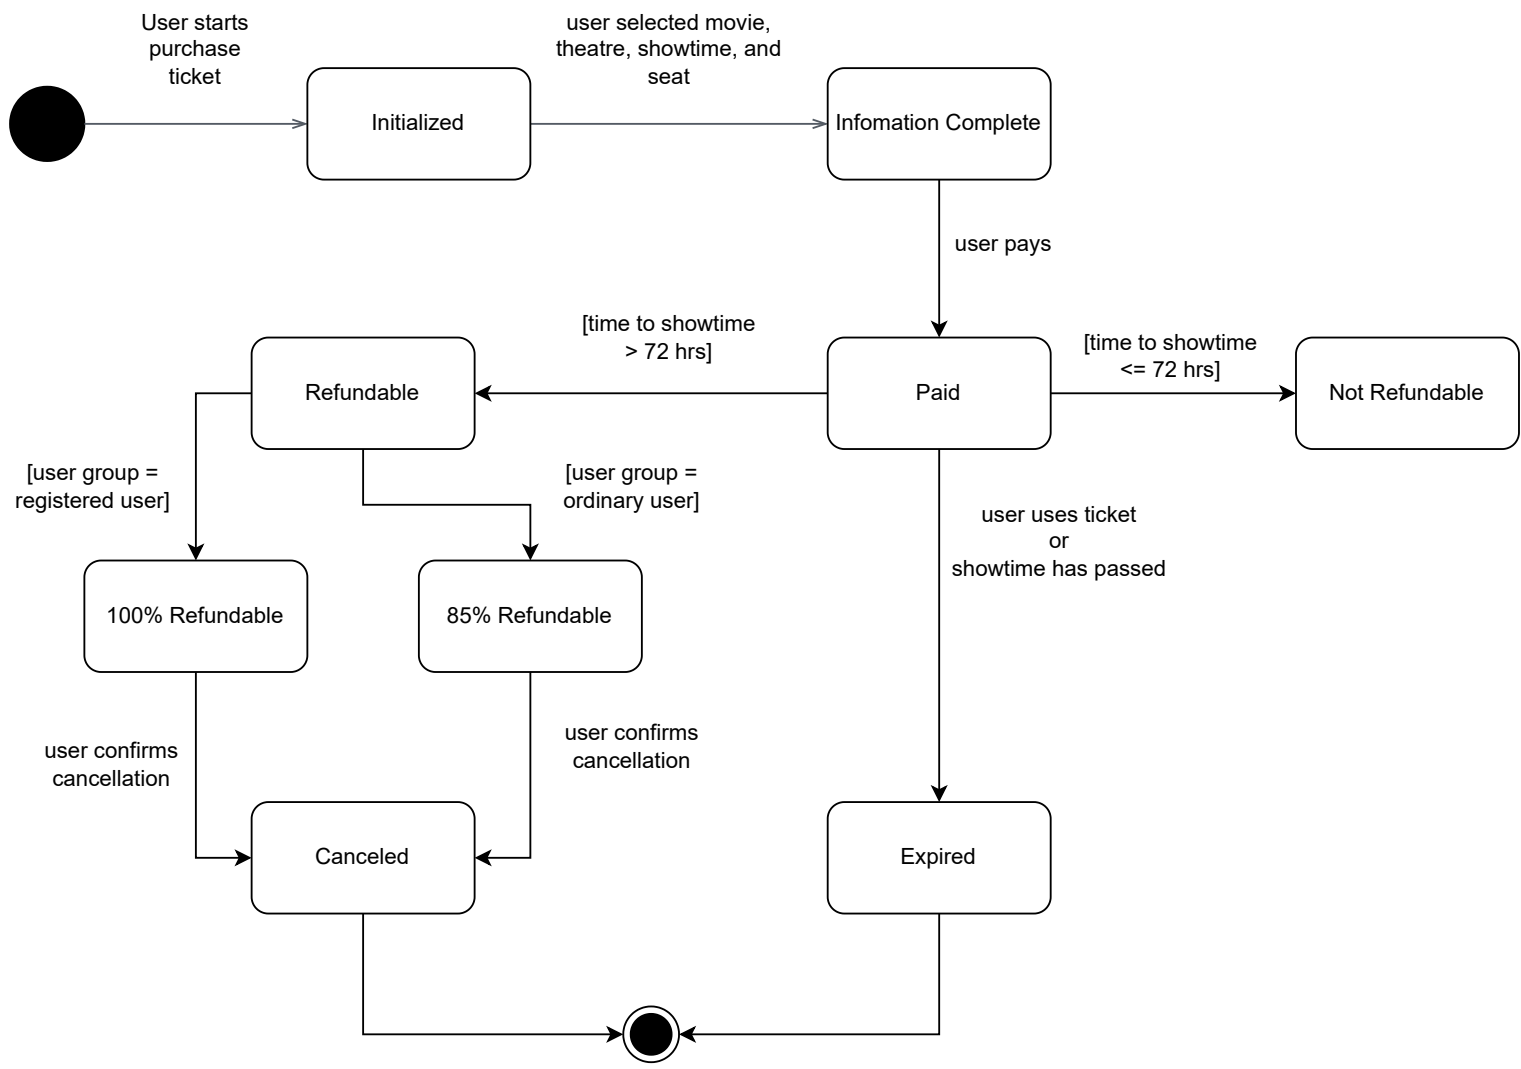 User starts
purchase
ticket
user selected movie,
theatre, showtime, and
seat
Initialized
Infomation Complete
user pays
[time to showtime
> 72 hrs]
[time to showtime
<= 72 hrs]
Refundable
Paid
Not Refundable
[user group =
registered user]
[user group =
ordinary user]
user uses ticket
or
showtime has passed
100% Refundable
85% Refundable
user confirms
cancellation
user confirms
cancellation
Canceled
Expired